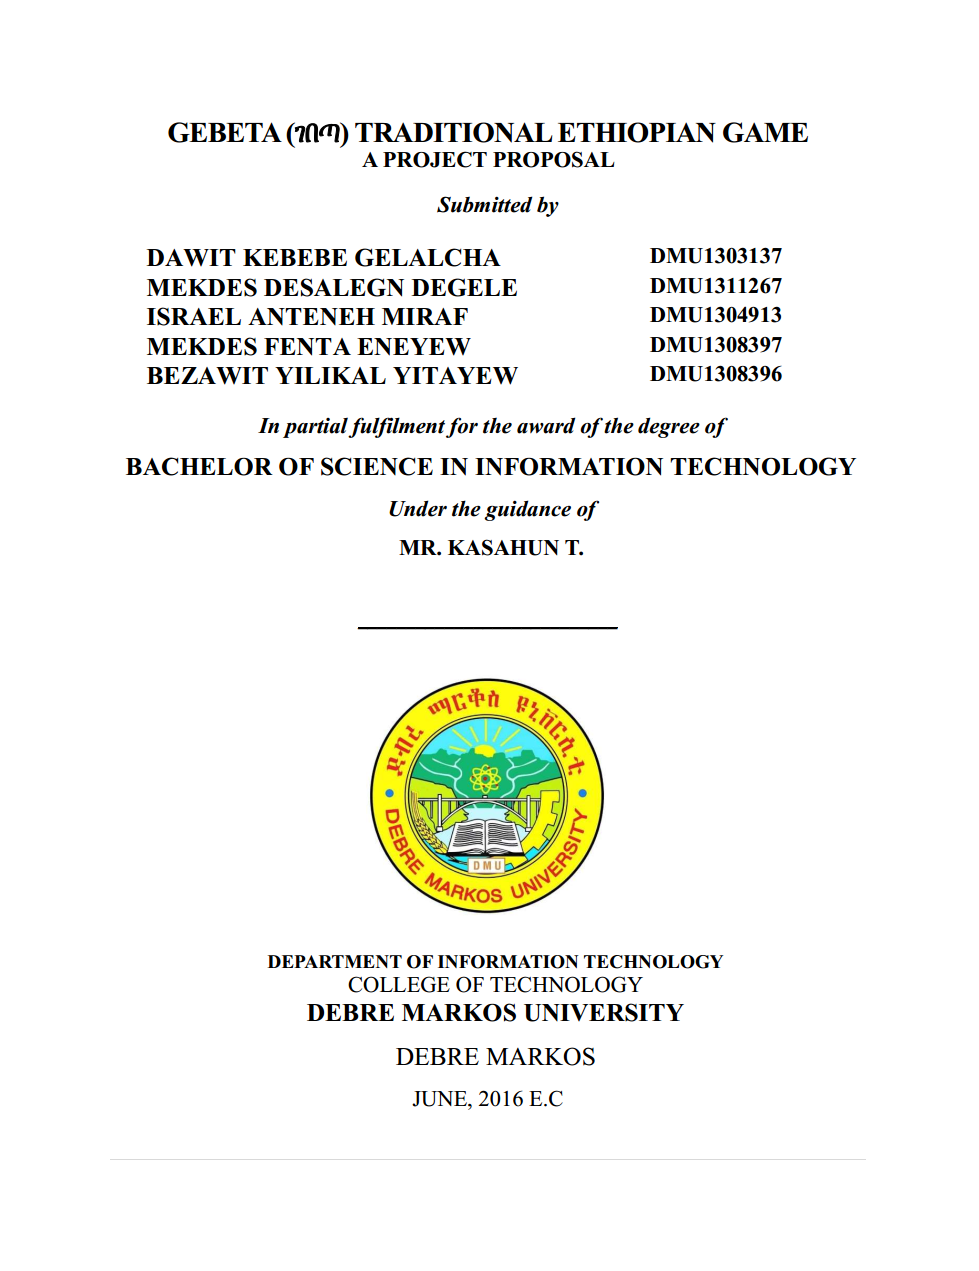 GEBETA (ገበጣ) TRADITIONAL ETHIOPIAN GAME
A PROJECT PROPOSAL
Submitted by
DAWIT KEBEBE GELALCHA DMU1303137
MEKDES DESALEGN DEGELE DMU1311267
ISRAEL ANTENEH MIRAF DMU1304913
MEKDES FENTA ENEYEW DMU1308397
BEZAWIT YILIKAL YITAYEW DMU1308396
In partial fulfilment for the award of the degree of
BACHELOR OF SCIENCE IN INFORMATION TECHNOLOGY
Under the guidance of
MR. KASAHUN T.
ደብረ ማርቆስ ዩኒቨርሲቲ
DMU
DEBRE MARKOS UNIVERSITY
DEPARTMENT OF INFORMATION TECHNOLOGY
COLLEGE OF TECHNOLOGY
DEBRE MARKOS UNIVERSITY
DEBRE MARKOS
JUNE, 2016 E.C